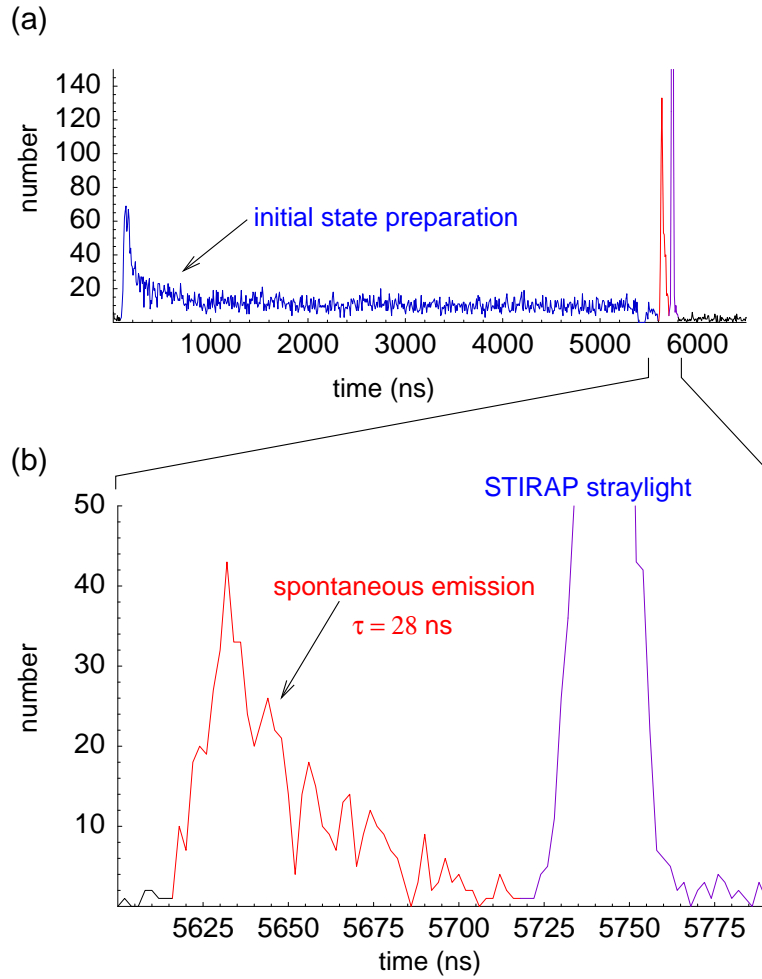 (a)
140
120
100
80
60
40
20
number
initial state preparation
1000 2000 3000 4000 5000 6000
time (ns)
(b)
50
40
30
20
10
number
STIRAP straylight
spontaneous emission
τ = 28 ns
5625 5650 5675 5700 5725 5750 5775
time (ns)